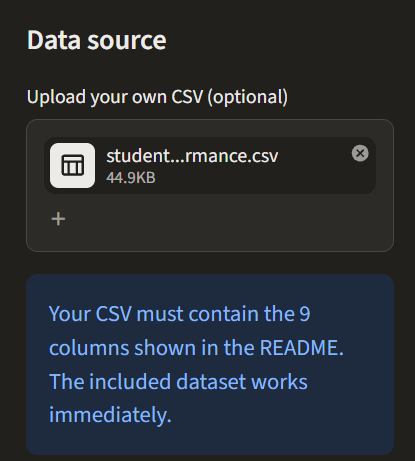 Data source
Upload your own CSV (optional)
student...rmance.csv
44.9KB
+
Your CSV must contain the 9
columns shown in the README.
The included dataset works
immediately.